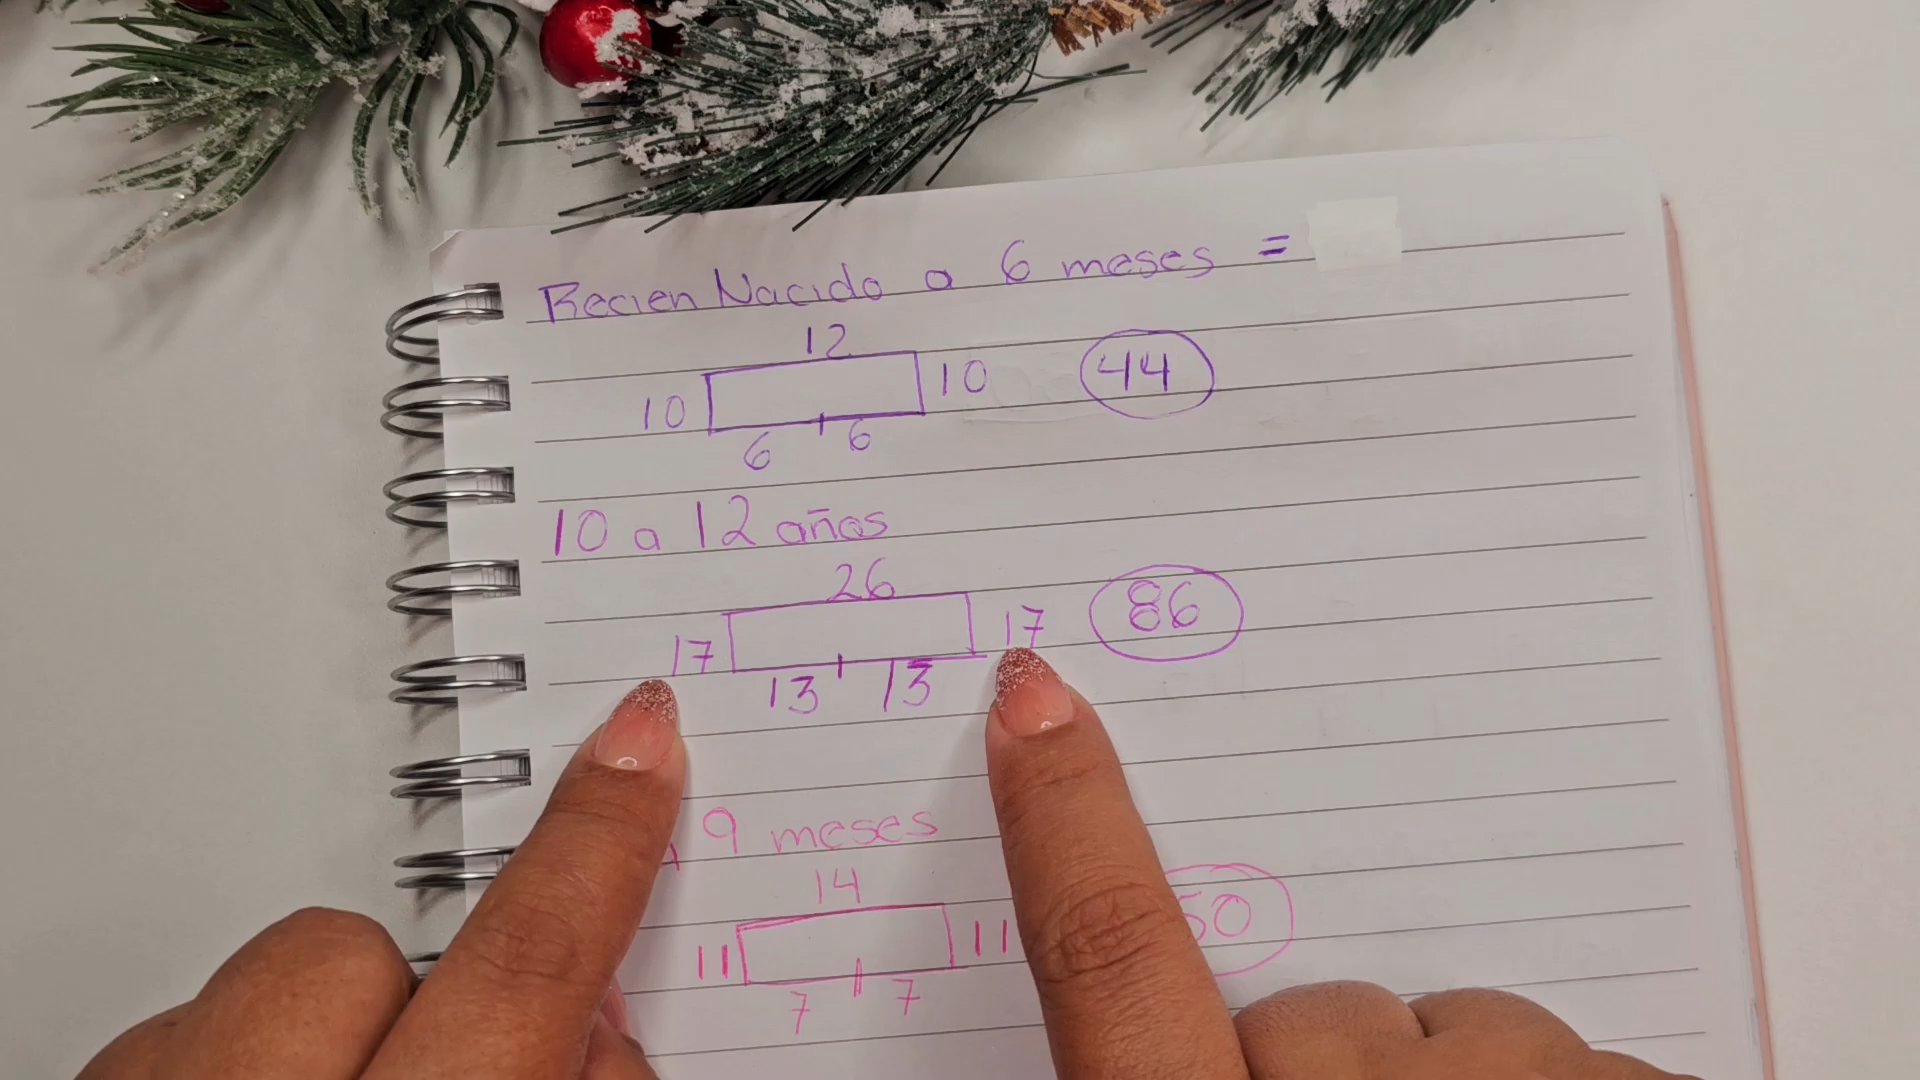 Recien Nacido a 6 meses =
12
10 10 44
6 6
10 a 12 años
26
17 17 86
13 13
9 meses
14
11 11 50
7 7